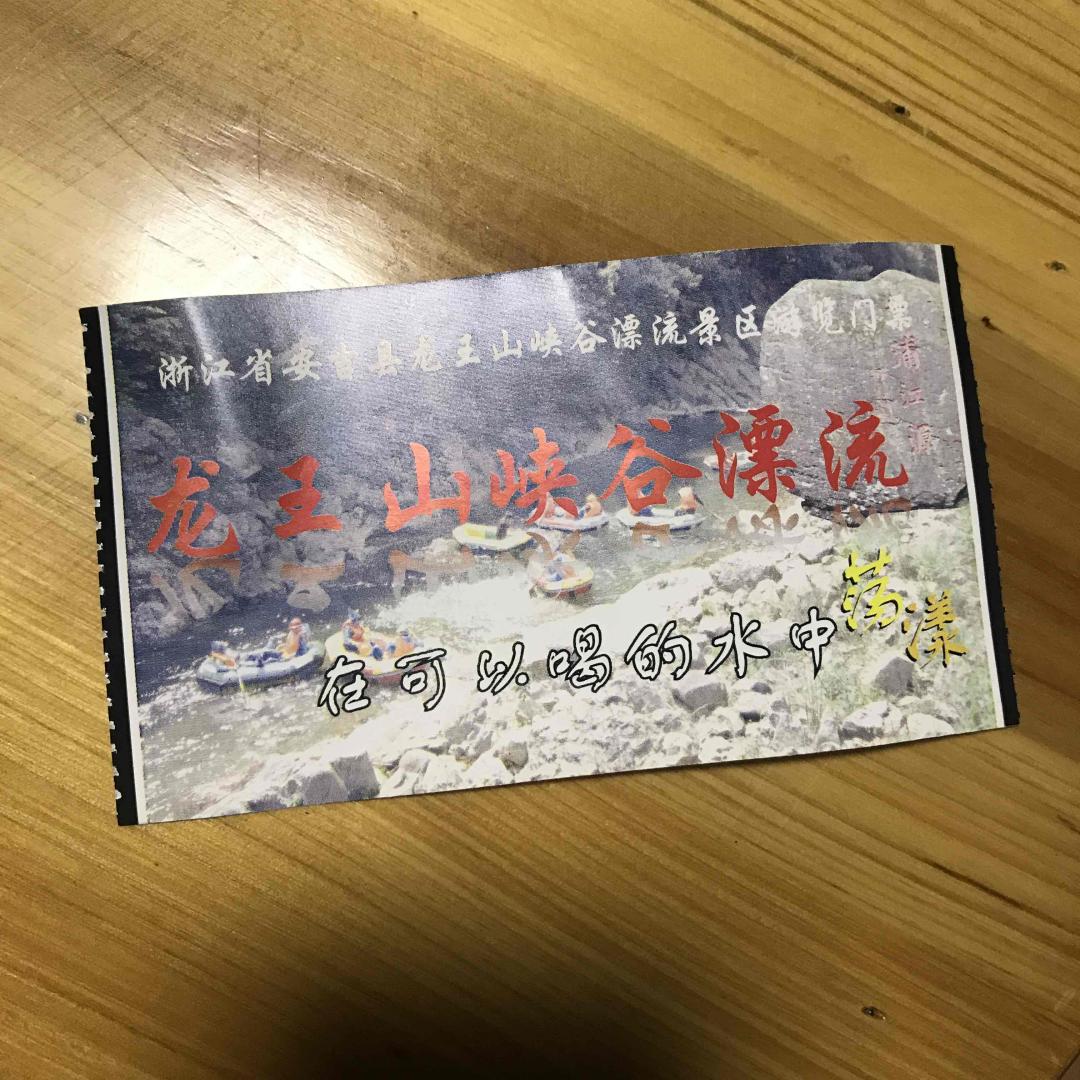 浙江省安吉县龙王山峡谷漂流景区游览门票
黄浦江源
龙王山峡谷漂流
在可以喝的水中荡漾